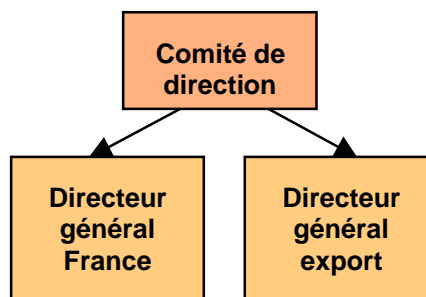 Comité de
direction
Directeur
général
France
Directeur
général
export